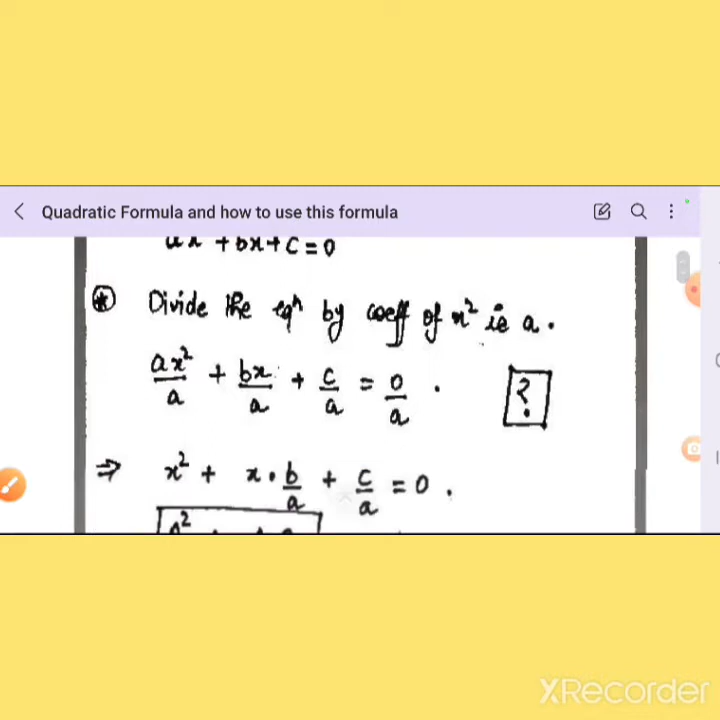 Quadratic Formula and how to use this formula
ax² + bx + c = 0
* Divide the eqⁿ by coeff of x² ie a.
ax²/a + bx/a + c/a = 0/a . ?
⇒ x² + x · b/a + c/a = 0 .
XRecorder